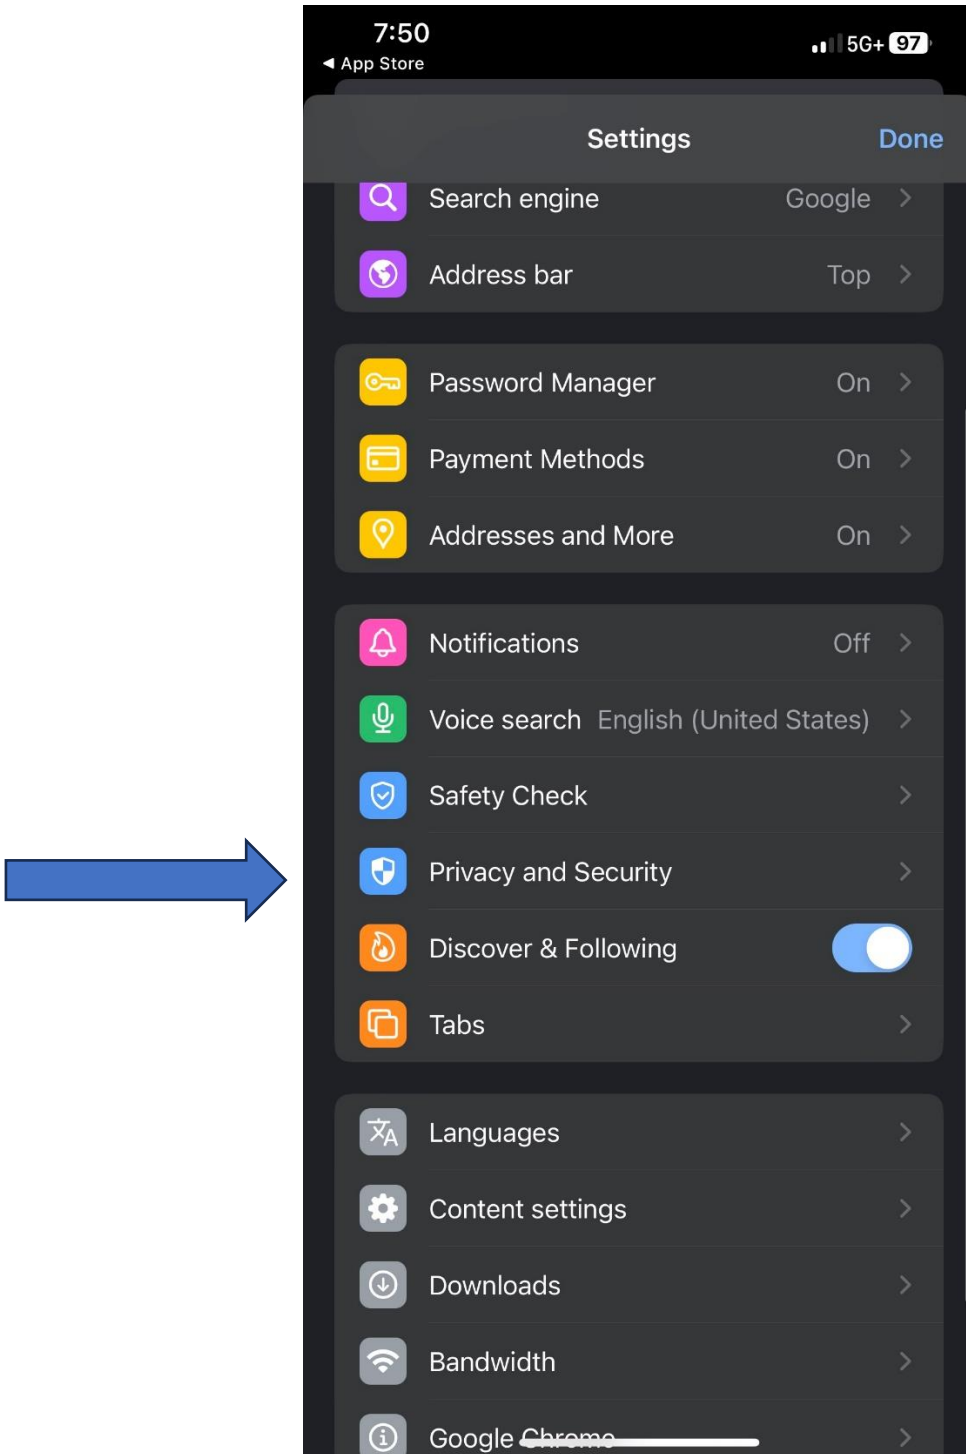 7:50
5G+ 97
◀ App Store
Settings Done
Search engine Google >
Address bar Top >
Password Manager On >
Payment Methods On >
Addresses and More On >
Notifications Off >
Voice search English (United States) >
Safety Check >
Privacy and Security >
Discover & Following
Tabs >
Languages >
Content settings >
Downloads >
Bandwidth >
Google Chrome >